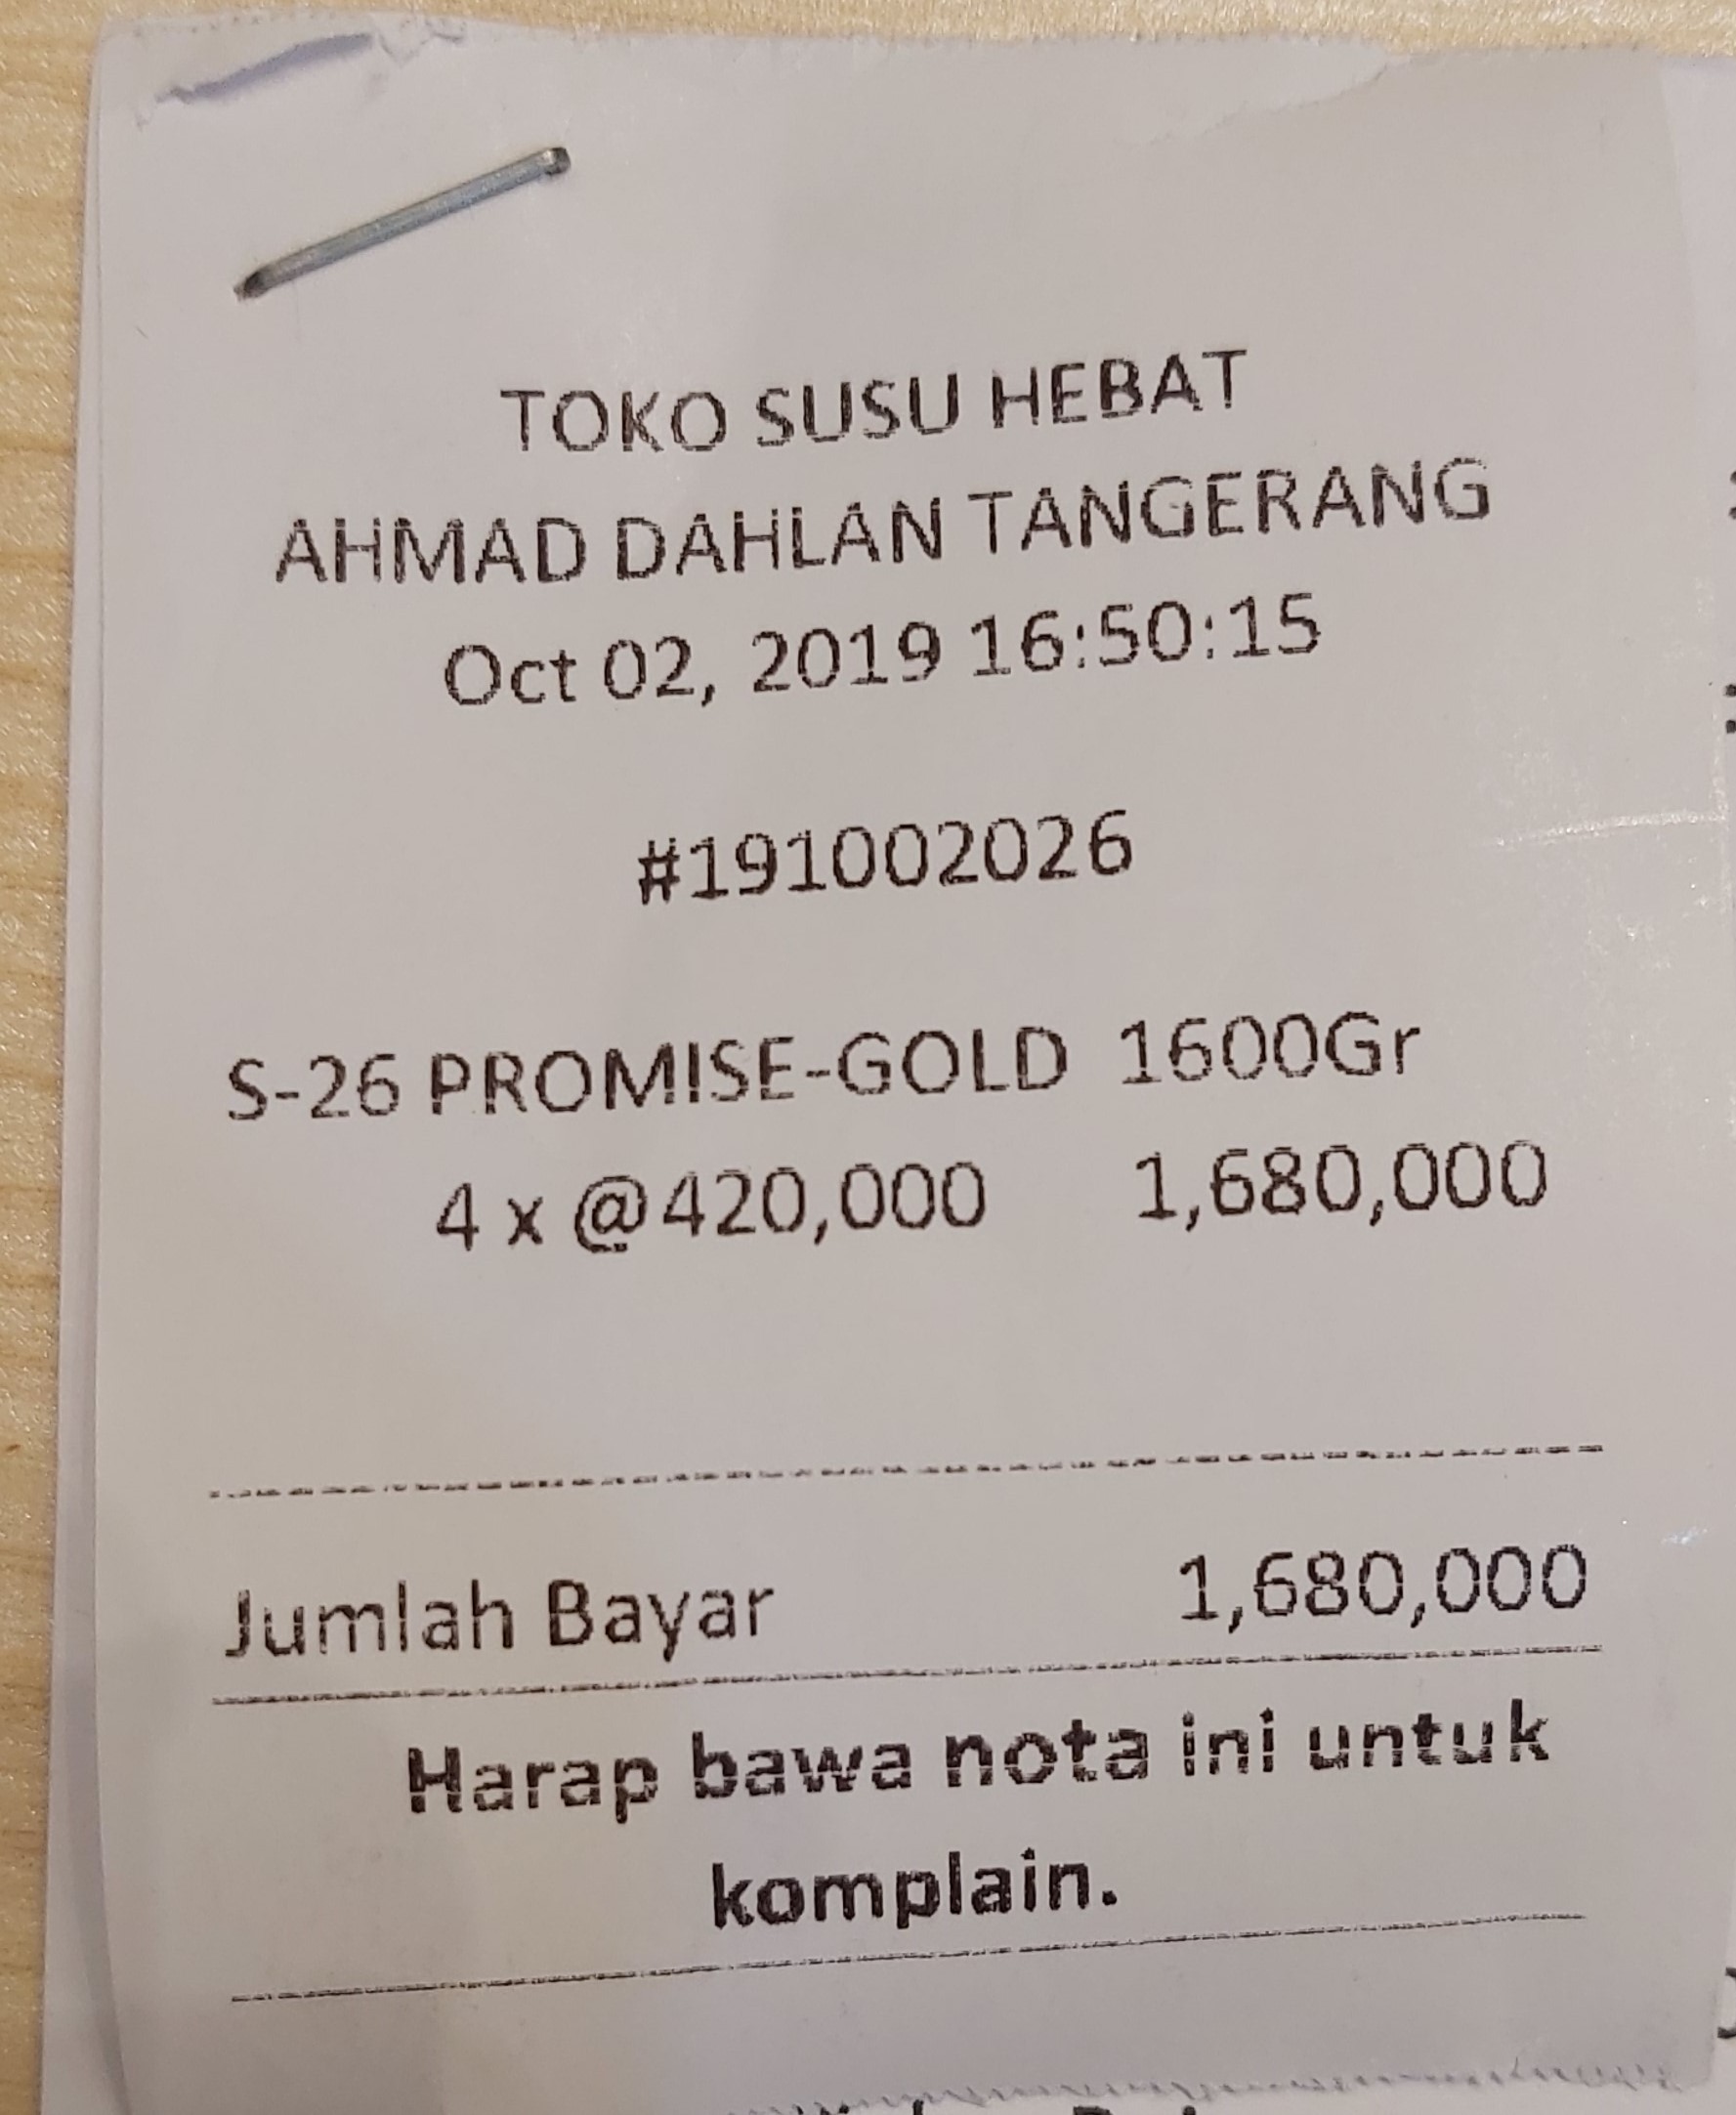 TOKO SUSU HEBAT
AHMAD DAHLAN TANGERANG
Oct 02, 2019 16:50:15
#191002026
S-26 PROMISE-GOLD 1600Gr
4 x @420,000 1,680,000
Jumlah Bayar 1,680,000
Harap bawa nota ini untuk
komplain.